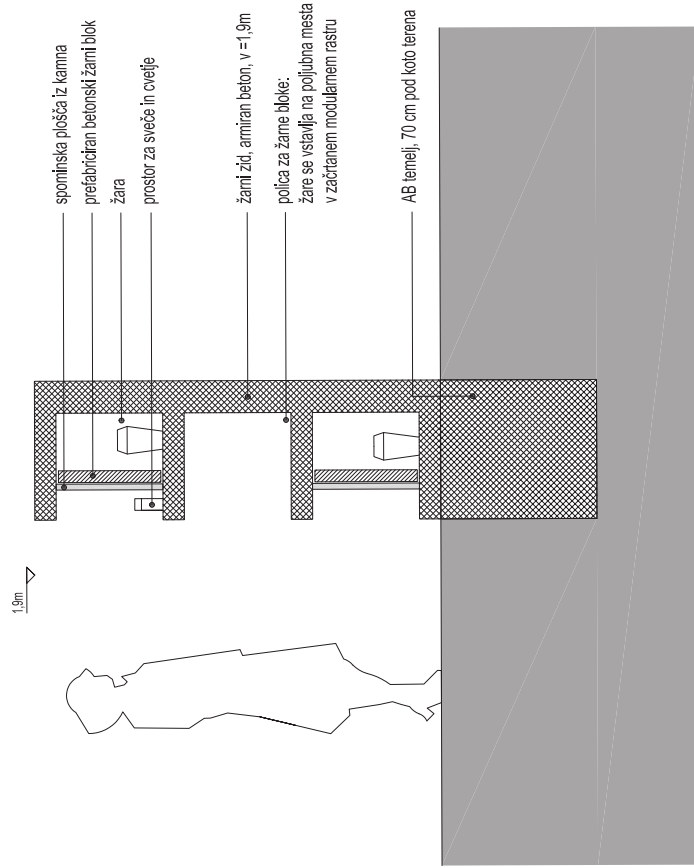 spominska plošča iz kamna
prefabriciran betonski žarni blok
žara
prostor za sveče in cvetje
žarni zid, armiran beton, v =1,9m
polica za žarne bloke:
žare se vstavlja na poljubna mesta
v začrtanem modularnem rastru
AB temelj, 70 cm pod koto terena
1,9m